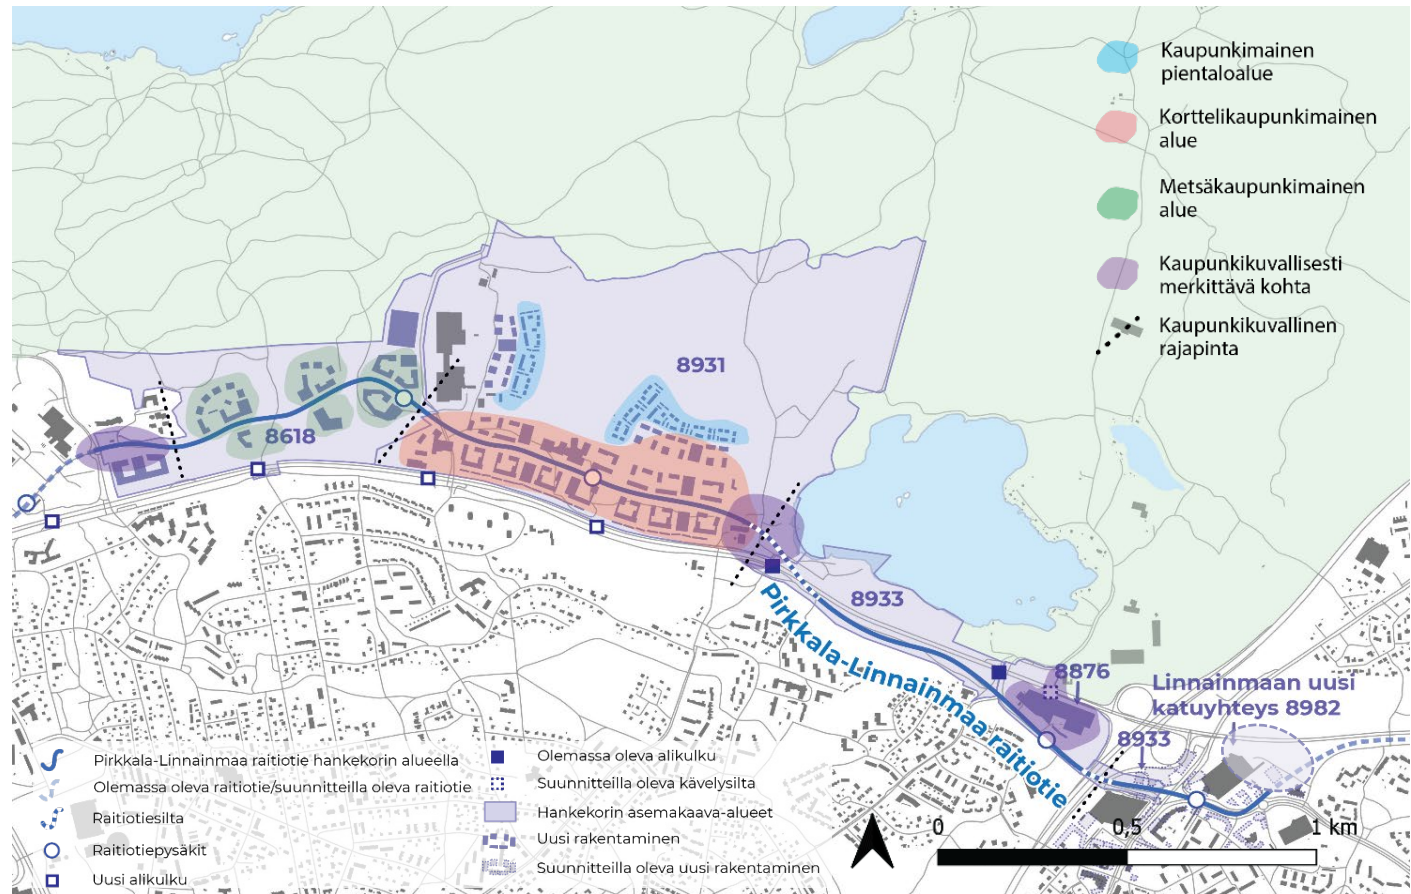 Kaupunkimainen
pientaloalue
Korttelikaupunkimainen
alue
Metsäkaupunkimainen
alue
Kaupunkikuvallisesti
merkittävä kohta
Kaupunkikuvallinen
rajapinta
8931
8618
8933
Pirkkala-Linnainmaa raitiotie
8876
Linnainmaan uusi
katuyhteys 8982
8933
Pirkkala-Linnainmaa raitiotie hankekorin alueella
Olemassa oleva raitiotie/suunnitteilla oleva raitiotie
Raitiotiesilta
Raitiotiepysäkit
Uusi alikulku
Olemassa oleva alikulku
Suunnitteilla oleva kävelysilta
Hankekorin asemakaava-alueet
Uusi rakentaminen
Suunnitteilla oleva uusi rakentaminen
0 0,5 1 km